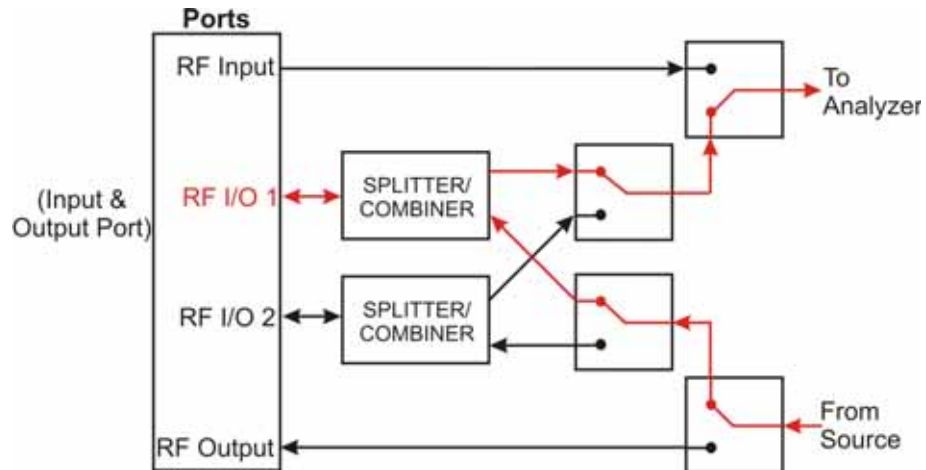 Ports
RF Input
To
Analyzer
RF I/O 1
SPLITTER/
COMBINER
(Input &
Output Port)
RF I/O 2
SPLITTER/
COMBINER
From
Source
RF Output